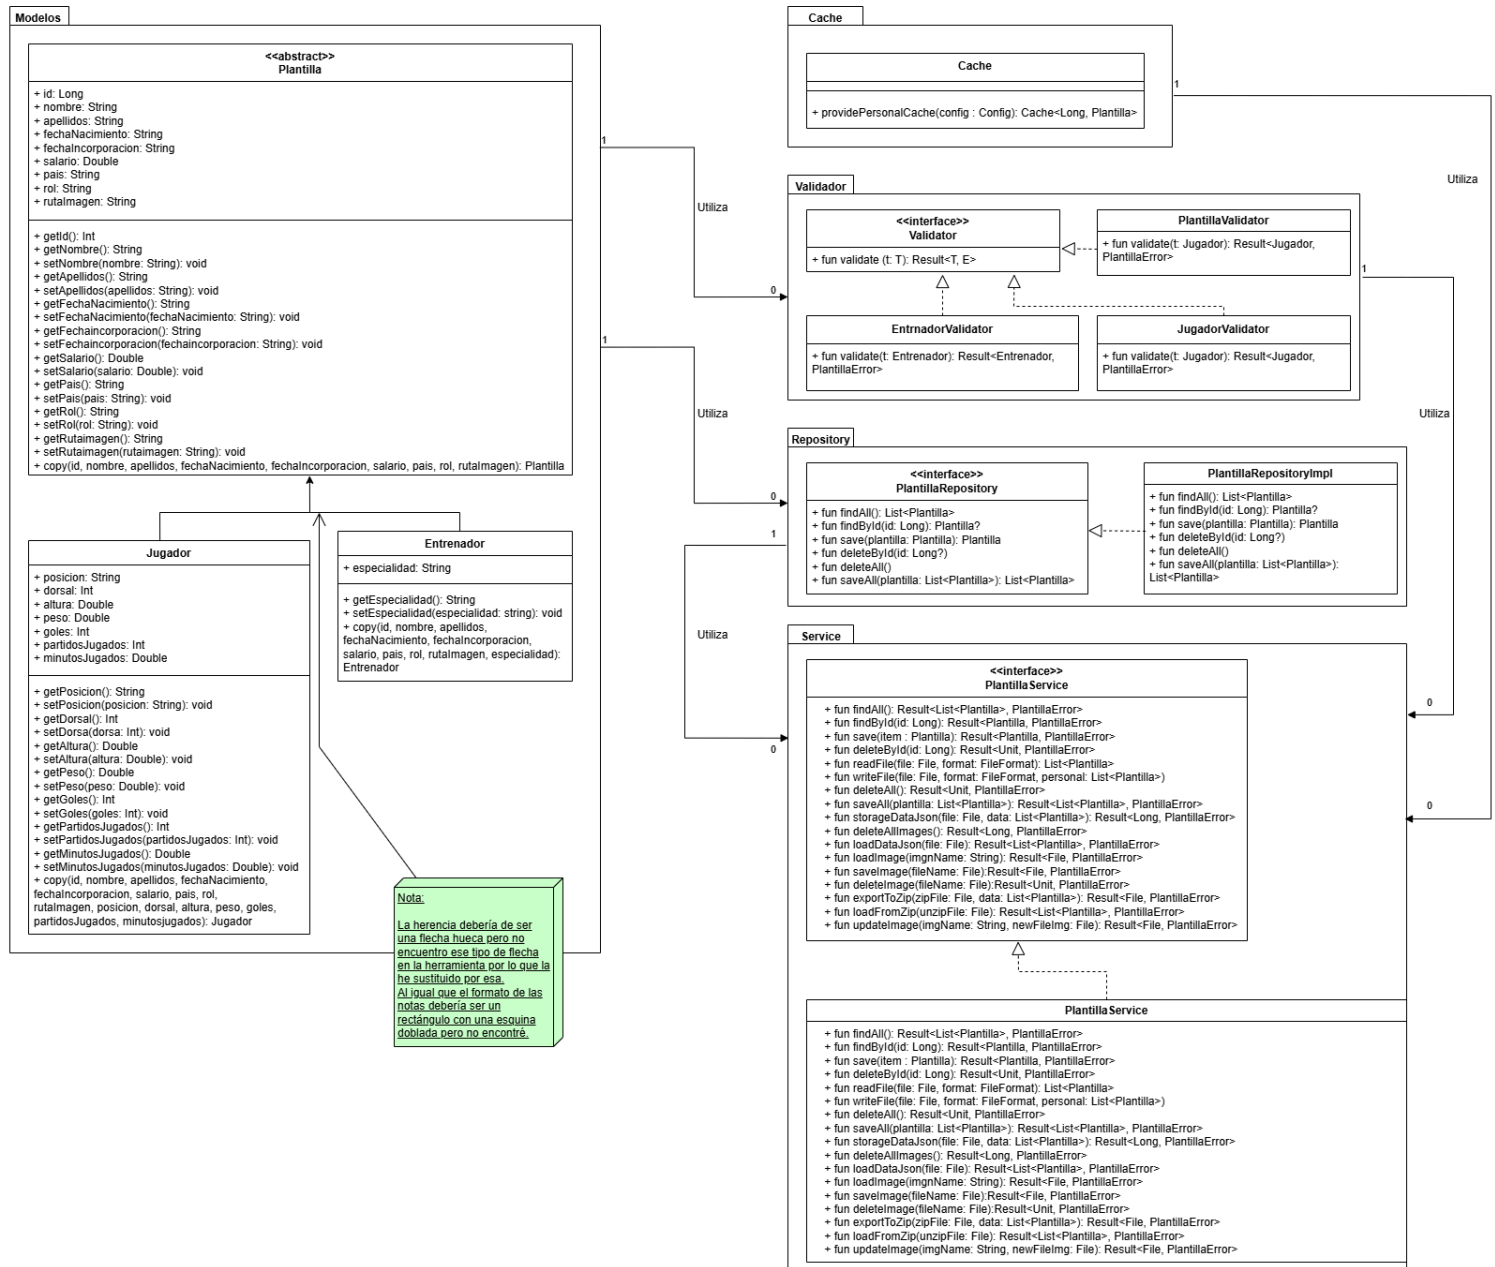 Modelos
<<abstract>>
Plantilla
+ id: Long
+ nombre: String
+ apellidos: String
+ fechaNacimiento: String
+ fechaIncorporacion: String
+ salario: Double
+ pais: String
+ rol: String
+ rutaImagen: String
+ getId(): Int
+ getNombre(): String
+ setNombre(nombre: String): void
+ getApellidos(): String
+ setApellidos(apellidos: String): void
+ getFechaNacimiento(): String
+ setFechaNacimiento(fechaNacimiento: String): void
+ getFechaincorporacion(): String
+ setFechaincorporacion(fechaincorporacion: String): void
+ getSalario(): Double
+ setSalario(salario: Double): void
+ getPais(): String
+ setPais(pais: String): void
+ getRol(): String
+ setRol(rol: String): void
+ getRutaimagen(): String
+ setRutaimagen(rutaimagen: String): void
+ copy(id, nombre, apellidos, fechaNacimiento, fechaIncorporacion, salario, pais, rol, rutaImagen): Plantilla
Jugador
+ posicion: String
+ dorsal: Int
+ altura: Double
+ peso: Double
+ goles: Int
+ partidosJugados: Int
+ minutosJugados: Double
+ getPosicion(): String
+ setPosicion(posicion: String): void
+ getDorsal(): Int
+ setDorsa(dorsa: Int): void
+ getAltura(): Double
+ setAltura(altura: Double): void
+ getPeso(): Double
+ setPeso(peso: Double): void
+ getGoles(): Int
+ setGoles(goles: Int): void
+ getPartidosJugados(): Int
+ setPartidosJugados(partidosJugados: Int): void
+ getMinutosJugados(): Double
+ setMinutosJugados(minutosJugados: Double): void
+ copy(id, nombre, apellidos, fechaNacimiento,
fechaIncorporacion, salario, pais, rol,
rutaImagen, posicion, dorsal, altura, peso, goles,
partidosJugados, minutosjugados): Jugador
Entrenador
+ especialidad: String
+ getEspecialidad(): String
+ setEspecialidad(especialidad: string): void
+ copy(id, nombre, apellidos,
fechaNacimiento, fechaIncorporacion,
salario, pais, rol, rutaImagen, especialidad):
Entrenador
Nota:
La herencia debería de ser
una flecha hueca pero no
encuentro ese tipo de flecha
en la herramienta por lo que la
he sustituido por esa.
Al igual que el formato de las
notas debería ser un
rectángulo con una esquina
doblada pero no encontré.
1
Utiliza
0
1
Utiliza
0
Cache
Cache
+ providePersonalCache(config : Config): Cache<Long, Plantilla>
1
Utiliza
0
Validador
<<interface>>
Validator
+ fun validate (t: T): Result<T, E>
PlantillaValidator
+ fun validate(t: Jugador): Result<Jugador,
PlantillaError>
EntrnadorValidator
+ fun validate(t: Entrenador): Result<Entrenador,
PlantillaError>
JugadorValidator
+ fun validate(t: Jugador): Result<Jugador,
PlantillaError>
1
Utiliza
0
Repository
<<interface>>
PlantillaRepository
+ fun findAll(): List<Plantilla>
+ fun findById(id: Long): Plantilla?
+ fun save(plantilla: Plantilla): Plantilla
+ fun deleteById(id: Long?)
+ fun deleteAll()
+ fun saveAll(plantilla: List<Plantilla>): List<Plantilla>
PlantillaRepositoryImpl
+ fun findAll(): List<Plantilla>
+ fun findById(id: Long): Plantilla?
+ fun save(plantilla: Plantilla): Plantilla
+ fun deleteById(id: Long?)
+ fun deleteAll()
+ fun saveAll(plantilla: List<Plantilla>):
List<Plantilla>
1
Utiliza
0
Service
<<interface>>
PlantillaService
+ fun findAll(): Result<List<Plantilla>, PlantillaError>
+ fun findById(id: Long): Result<Plantilla, PlantillaError>
+ fun save(item : Plantilla): Result<Plantilla, PlantillaError>
+ fun deleteById(id: Long): Result<Unit, PlantillaError>
+ fun readFile(file: File, format: FileFormat): List<Plantilla>
+ fun writeFile(file: File, format: FileFormat, personal: List<Plantilla>)
+ fun deleteAll(): Result<Unit, PlantillaError>
+ fun saveAll(plantilla: List<Plantilla>): Result<List<Plantilla>, PlantillaError>
+ fun storageDataJson(file: File, data: List<Plantilla>): Result<Long, PlantillaError>
+ fun deleteAllImages(): Result<Long, PlantillaError>
+ fun loadDataJson(file: File): Result<List<Plantilla>, PlantillaError>
+ fun loadImage(imgnName: String): Result<File, PlantillaError>
+ fun saveImage(fileName: File):Result<File, PlantillaError>
+ fun deleteImage(fileName: File):Result<Unit, PlantillaError>
+ fun exportToZip(zipFile: File, data: List<Plantilla>): Result<File, PlantillaError>
+ fun loadFromZip(unzipFile: File): Result<List<Plantilla>, PlantillaError>
+ fun updateImage(imgName: String, newFileImg: File): Result<File, PlantillaError>
PlantillaService
+ fun findAll(): Result<List<Plantilla>, PlantillaError>
+ fun findById(id: Long): Result<Plantilla, PlantillaError>
+ fun save(item : Plantilla): Result<Plantilla, PlantillaError>
+ fun deleteById(id: Long): Result<Unit, PlantillaError>
+ fun readFile(file: File, format: FileFormat): List<Plantilla>
+ fun writeFile(file: File, format: FileFormat, personal: List<Plantilla>)
+ fun deleteAll(): Result<Unit, PlantillaError>
+ fun saveAll(plantilla: List<Plantilla>): Result<List<Plantilla>, PlantillaError>
+ fun storageDataJson(file: File, data: List<Plantilla>): Result<Long, PlantillaError>
+ fun deleteAllImages(): Result<Long, PlantillaError>
+ fun loadDataJson(file: File): Result<List<Plantilla>, PlantillaError>
+ fun loadImage(imgnName: String): Result<File, PlantillaError>
+ fun saveImage(fileName: File):Result<File, PlantillaError>
+ fun deleteImage(fileName: File):Result<Unit, PlantillaError>
+ fun exportToZip(zipFile: File, data: List<Plantilla>): Result<File, PlantillaError>
+ fun loadFromZip(unzipFile: File): Result<List<Plantilla>, PlantillaError>
+ fun updateImage(imgName: String, newFileImg: File): Result<File, PlantillaError>